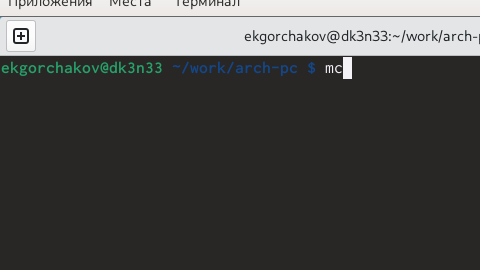 Приложения Места Терминал
ekgorchakov@dk3n33:~/work/arch-p
ekgorchakov@dk3n33 ~/work/arch-pc $ mc